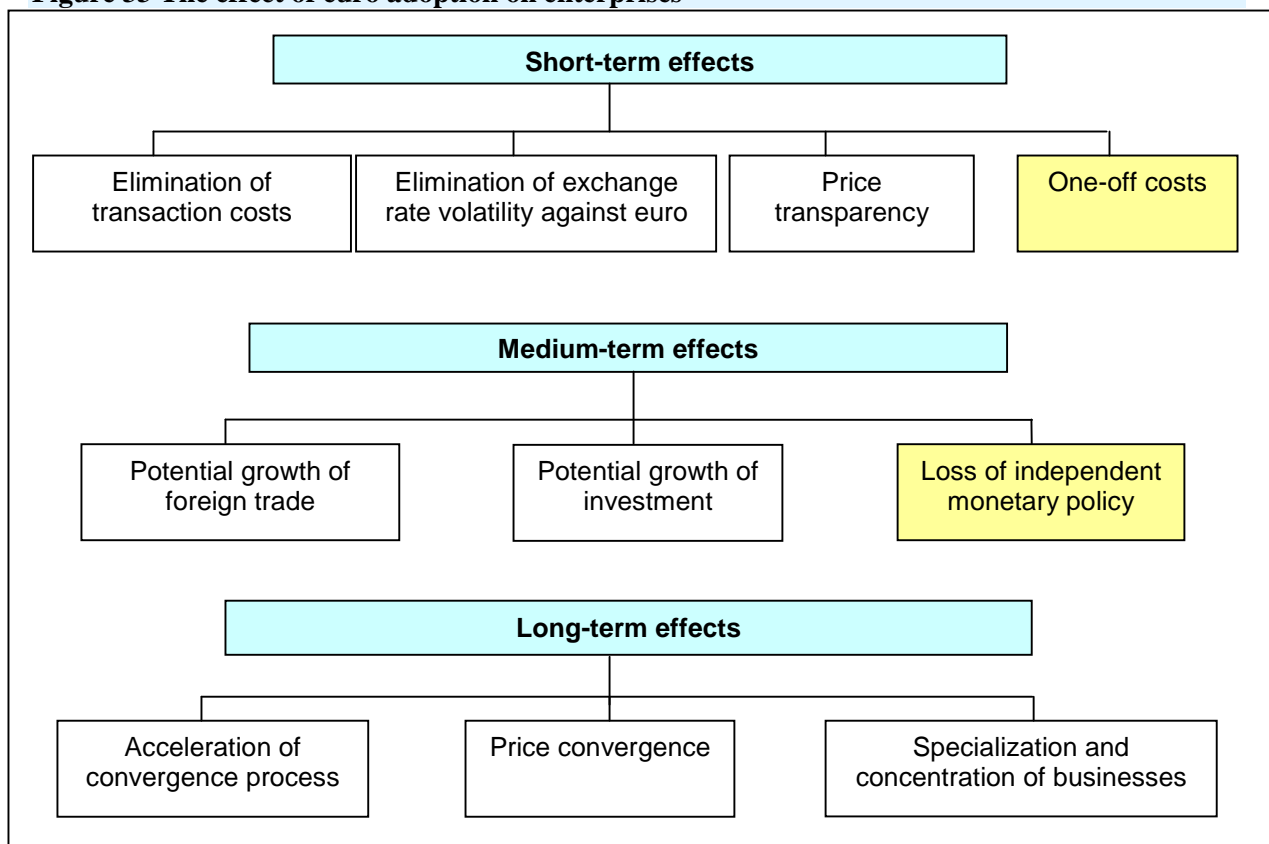 Figure 35 The effect of euro adoption on enterprises
Short-term effects
Elimination of
transaction costs
Elimination of exchange
rate volatility against euro
Price
transparency
One-off costs
Medium-term effects
Potential growth of
foreign trade
Potential growth of
investment
Loss of independent
monetary policy
Long-term effects
Acceleration of
convergence process
Price convergence
Specialization and
concentration of businesses